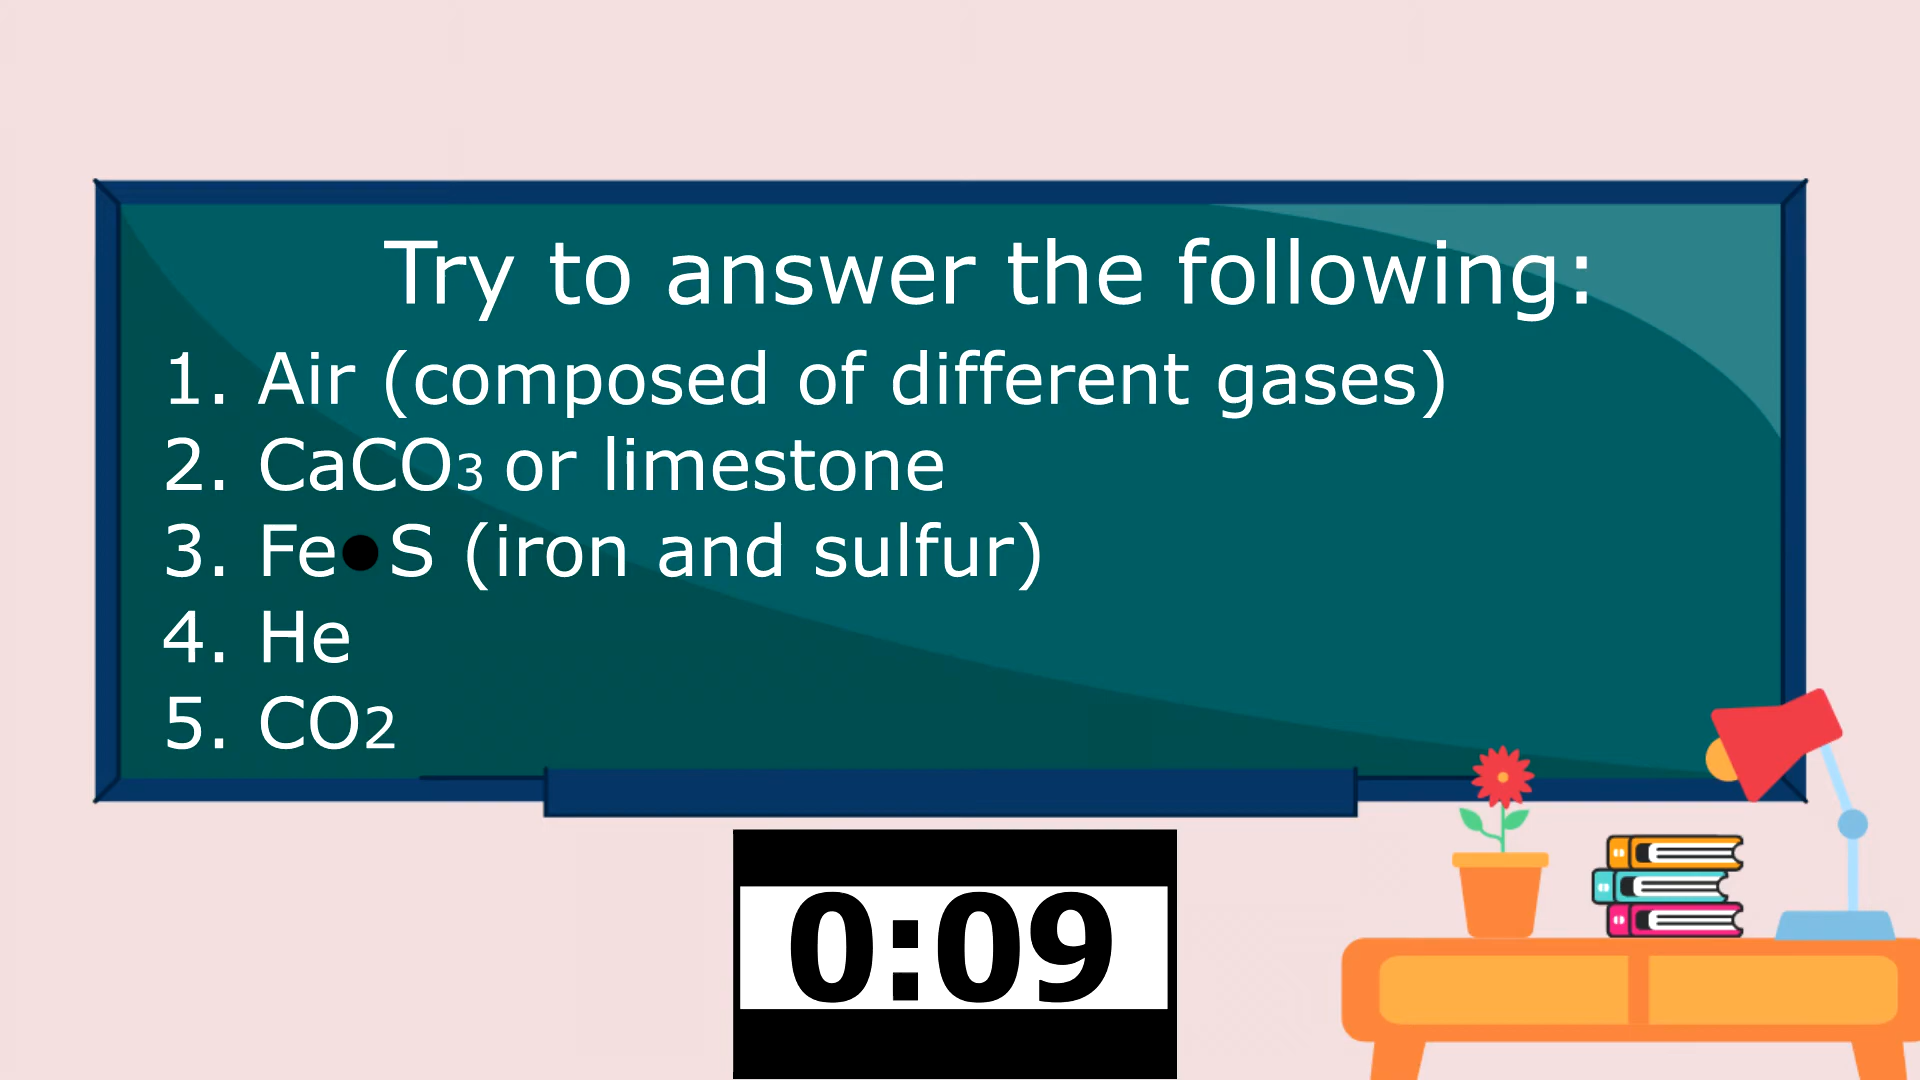 Try to answer the following:
1. Air (composed of different gases)
2. CaCO3 or limestone
3. Fe●S (iron and sulfur)
4. He
5. CO2
0:09